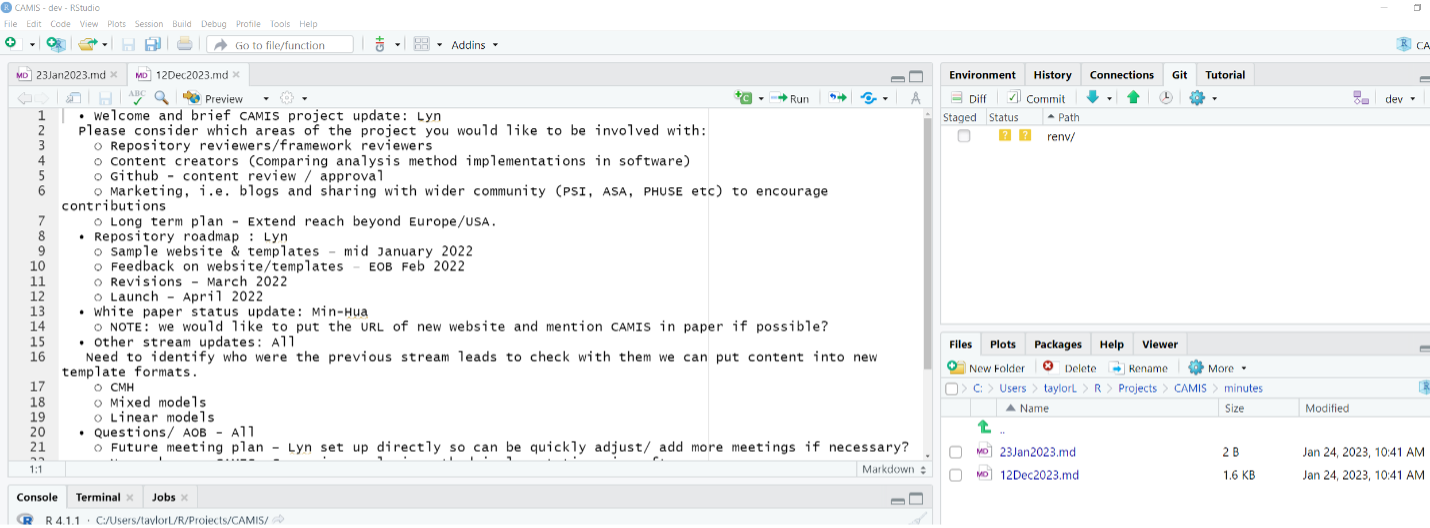 CAMIS - dev - RStudio
File Edit Code View Plots Session Build Debug Profile Tools Help
Go to file/function Addins
23Jan2023.md 12Dec2023.md
ABC Preview Run
1 • Welcome and brief CAMIS project update: Lyn
2 Please consider which areas of the project you would like to be involved with:
3 o Repository reviewers/framework reviewers
4 o Content creators (Comparing analysis method implementations in software)
5 o Github - content review / approval
6 o Marketing, i.e. blogs and sharing with wider community (PSI, ASA, PHUSE etc) to encourage
contributions
7 o Long term plan – Extend reach beyond Europe/USA.
8 • Repository roadmap : Lyn
9 o Sample website & templates – mid January 2022
10 o Feedback on website/templates – EOB Feb 2022
11 o Revisions – March 2022
12 o Launch – April 2022
13 • White paper status update: Min-Hua
14 o NOTE: we would like to put the URL of new website and mention CAMIS in paper if possible?
15 • Other stream updates: All
16 Need to identify who were the previous stream leads to check with them we can put content into new
template formats.
17 o CMH
18 o Mixed models
19 o Linear models
20 • Questions/ AOB – All
21 o Future meeting plan – Lyn set up directly so can be quickly adjust/ add more meetings if necessary?
1:1 Markdown
Console Terminal Jobs
R 4.1.1 · C:/Users/taylorL/R/Projects/CAMIS/
CA
Environment History Connections Git Tutorial
Diff Commit dev
Staged Status Path
? ? renv/
Files Plots Packages Help Viewer
New Folder Delete Rename More
C: Users taylorL R Projects CAMIS minutes
Name Size Modified
..
23Jan2023.md 2 B Jan 24, 2023, 10:41 AM
12Dec2023.md 1.6 KB Jan 24, 2023, 10:41 AM